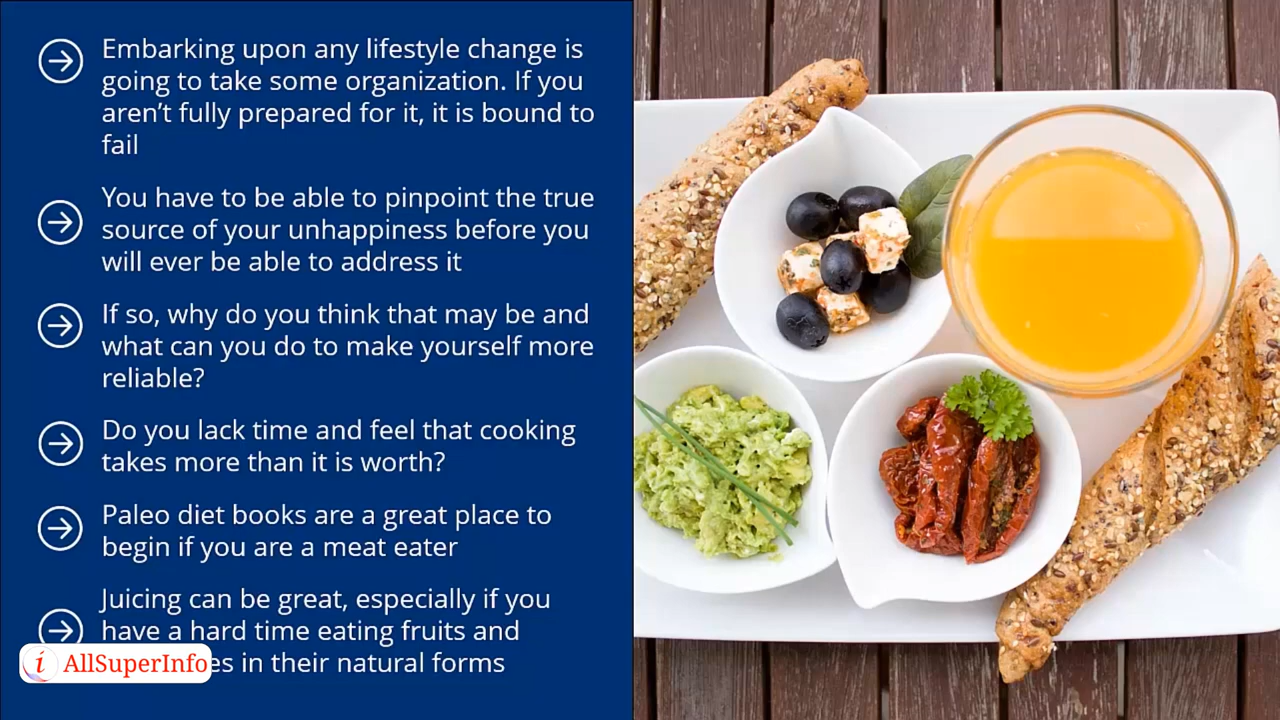 Embarking upon any lifestyle change is
going to take some organization. If you
aren’t fully prepared for it, it is bound to
fail
You have to be able to pinpoint the true
source of your unhappiness before you
will ever be able to address it
If so, why do you think that may be and
what can you do to make yourself more
reliable?
Do you lack time and feel that cooking
takes more than it is worth?
Paleo diet books are a great place to
begin if you are a meat eater
Juicing can be great, especially if you
have a hard time eating fruits and
in their natural forms
i AllSuperInfo